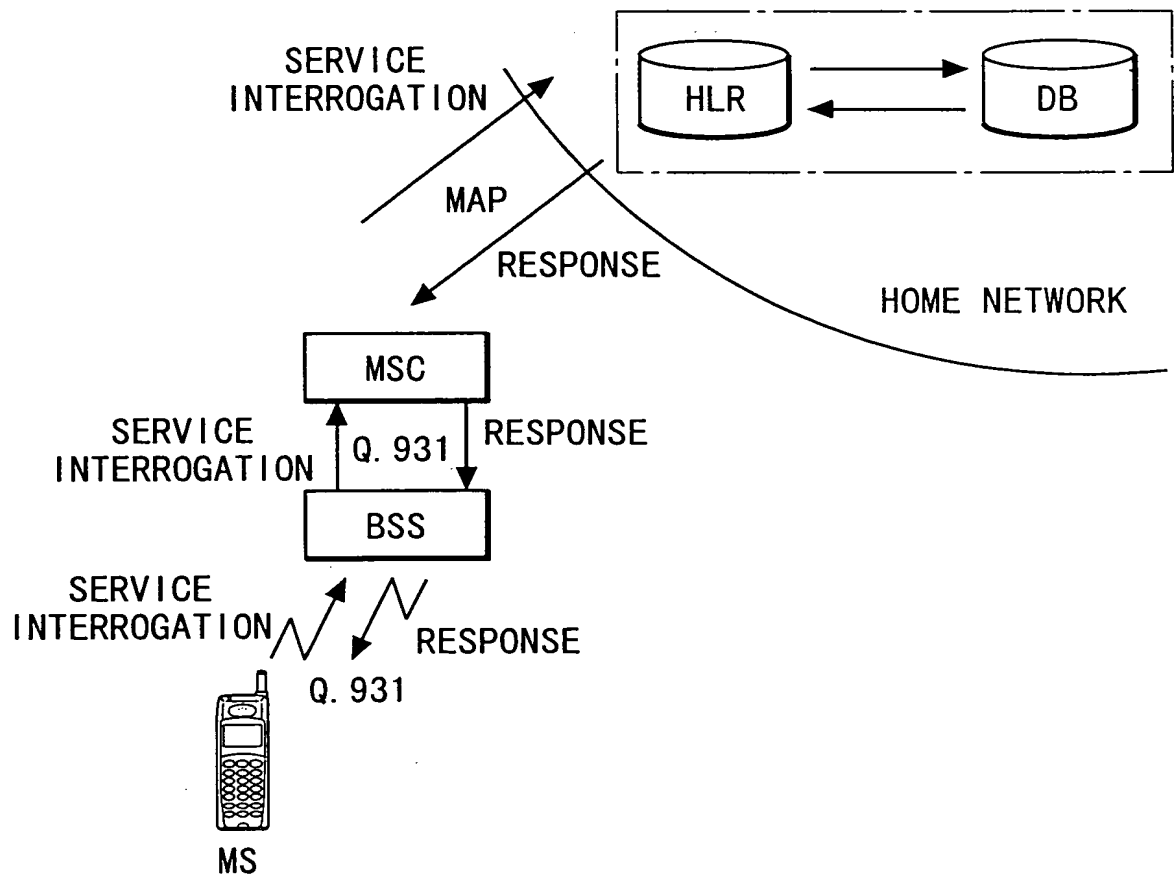 SERVICE
INTERROGATION
HLR
DB
MAP
RESPONSE
HOME NETWORK
MSC
SERVICE
INTERROGATION
Q.931
RESPONSE
BSS
SERVICE
INTERROGATION
RESPONSE
Q.931
MS